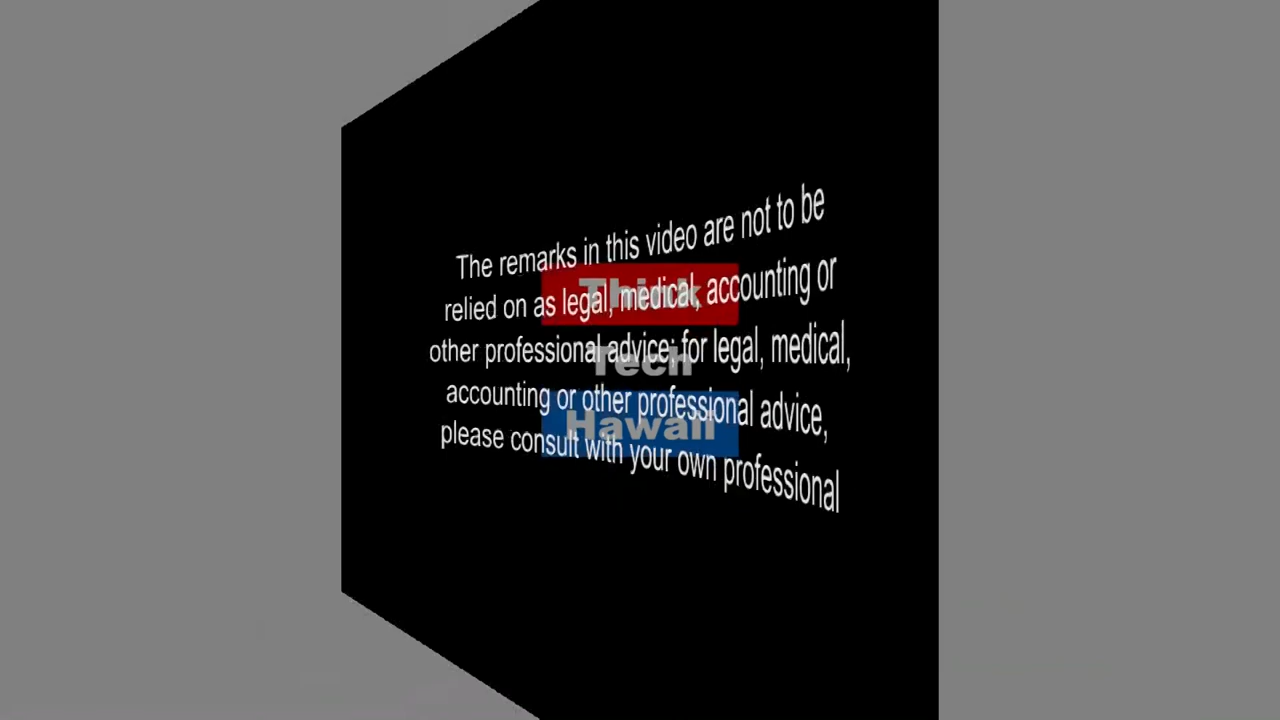 The remarks in this video are not to be
relied on as legal, medical, accounting or
other professional advice; for legal, medical,
accounting or other professional advice,
please consult with your own professional
Think
Tech
Hawaii